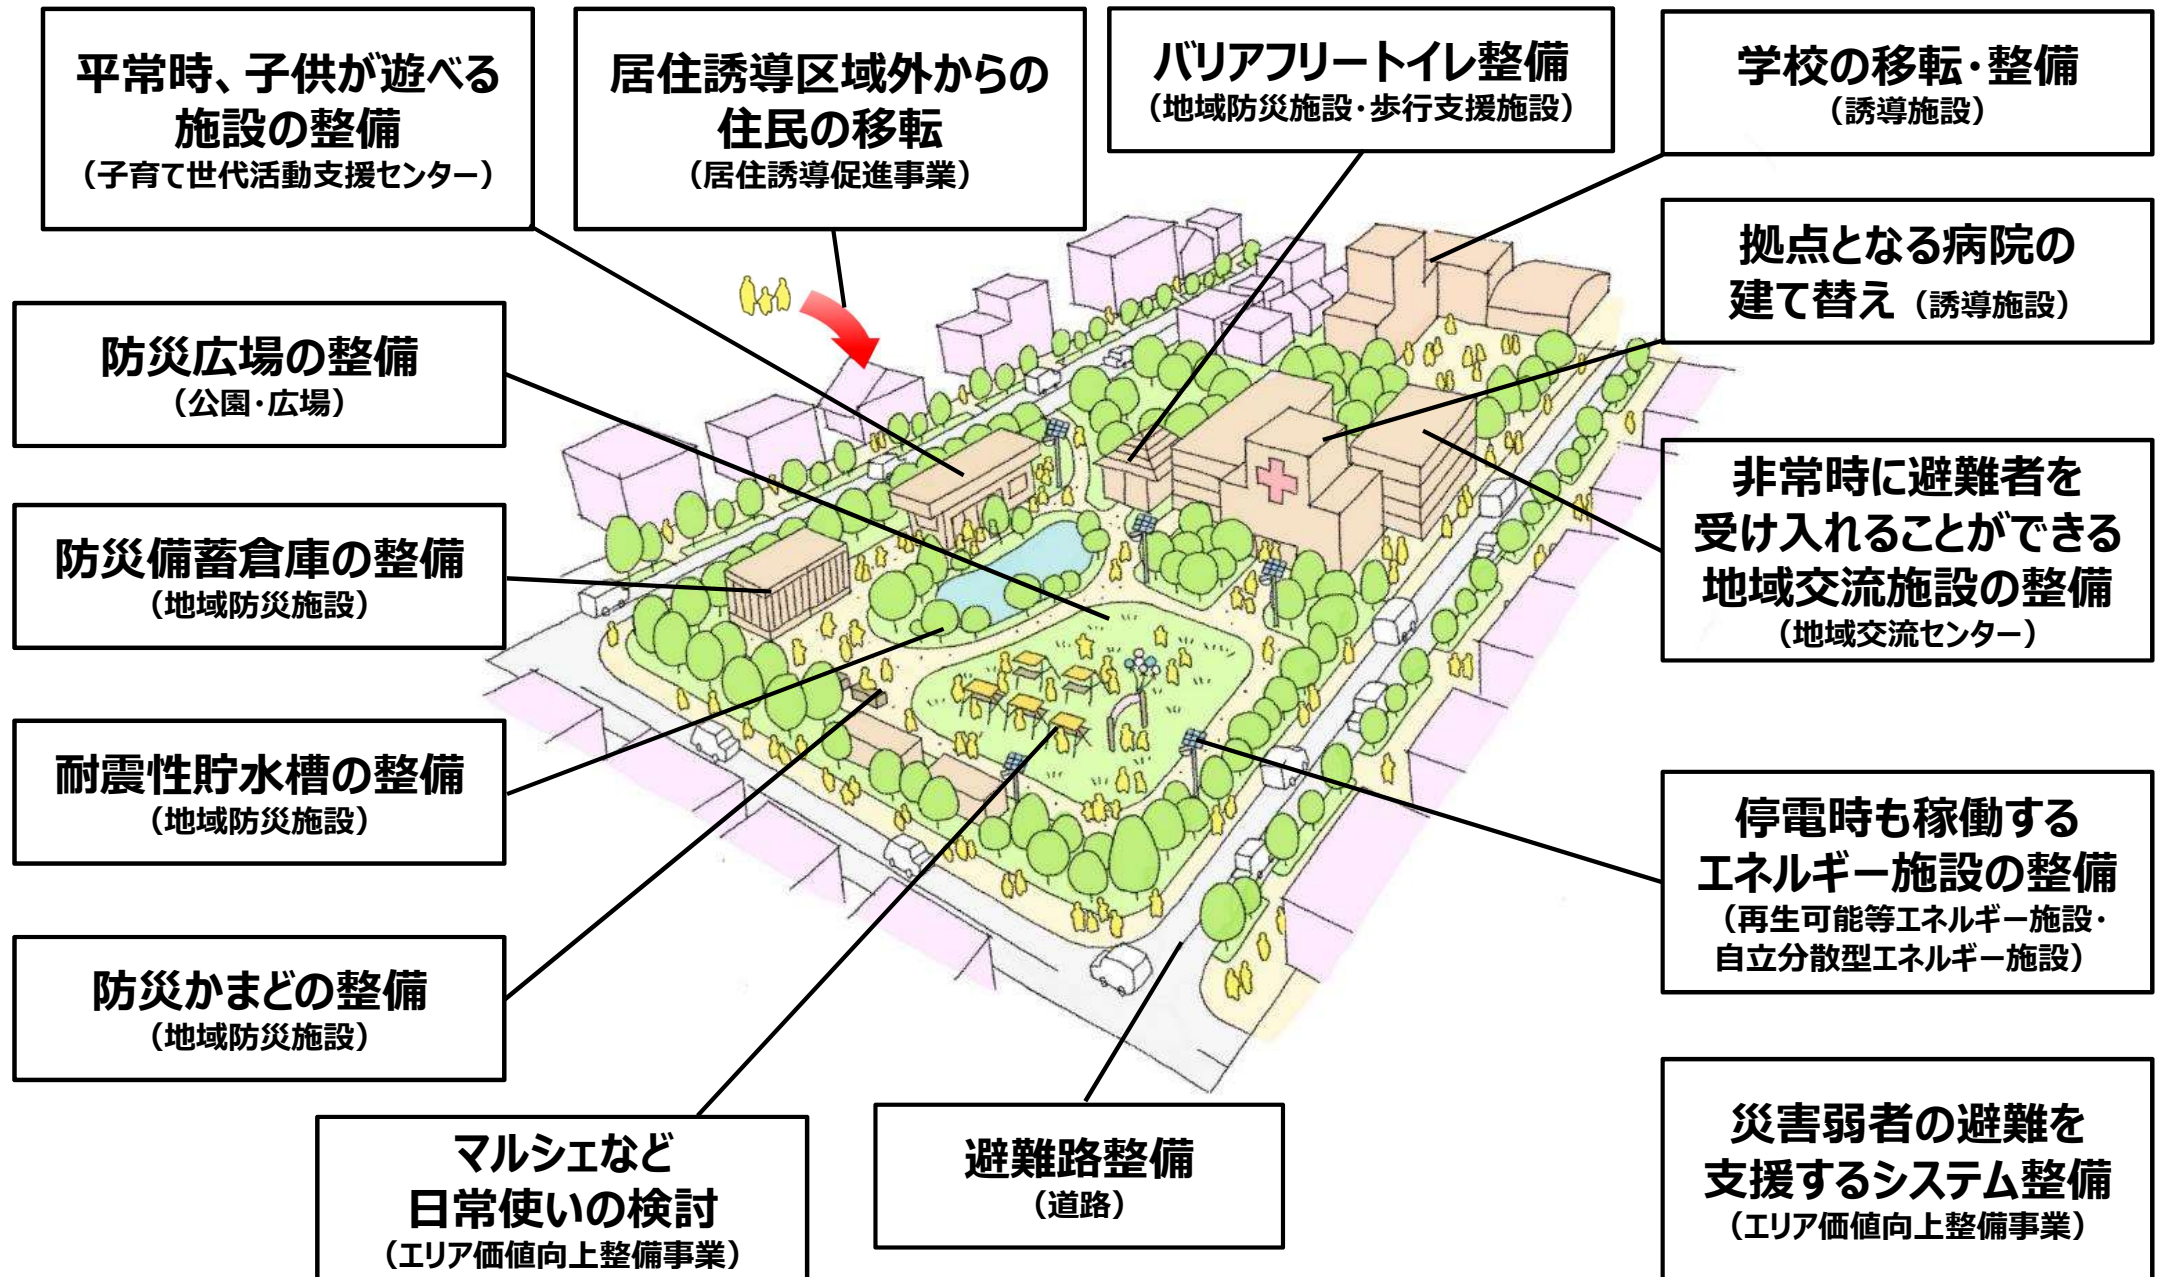 平常時、子供が遊べる
施設の整備
（子育て世代活動支援センター）
居住誘導区域外からの
住民の移転
（居住誘導促進事業）
バリアフリートイレ整備
（地域防災施設・歩行支援施設）
学校の移転・整備
（誘導施設）
拠点となる病院の
建て替え（誘導施設）
防災広場の整備
（公園・広場）
非常時に避難者を
受け入れることができる
地域交流施設の整備
（地域交流センター）
防災備蓄倉庫の整備
（地域防災施設）
耐震性貯水槽の整備
（地域防災施設）
停電時も稼働する
エネルギー施設の整備
（再生可能等エネルギー施設・
自立分散型エネルギー施設）
防災かまどの整備
（地域防災施設）
マルシェなど
日常使いの検討
（エリア価値向上整備事業）
避難路整備
（道路）
災害弱者の避難を
支援するシステム整備
（エリア価値向上整備事業）